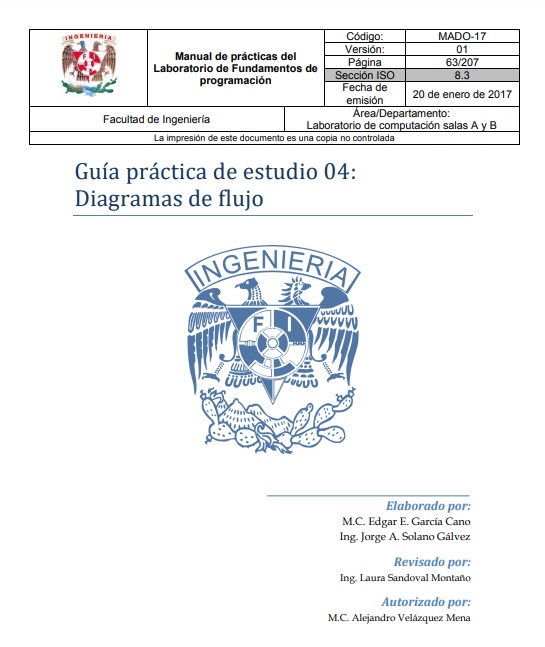 INGENIERIA
Manual de prácticas del
Laboratorio de Fundamentos de
programación
Código:
MADO-17
Versión:
01
Página
63/207
Sección ISO
8.3
Fecha de
emisión
20 de enero de 2017
Facultad de Ingeniería
Área/Departamento:
Laboratorio de computación salas A y B
La impresión de este documento es una copia no controlada
Guía práctica de estudio 04:
Diagramas de flujo
INGENIERIA
F I
Elaborado por:
M.C. Edgar E. García Cano
Ing. Jorge A. Solano Gálvez
Revisado por:
Ing. Laura Sandoval Montaño
Autorizado por:
M.C. Alejandro Velázquez Mena